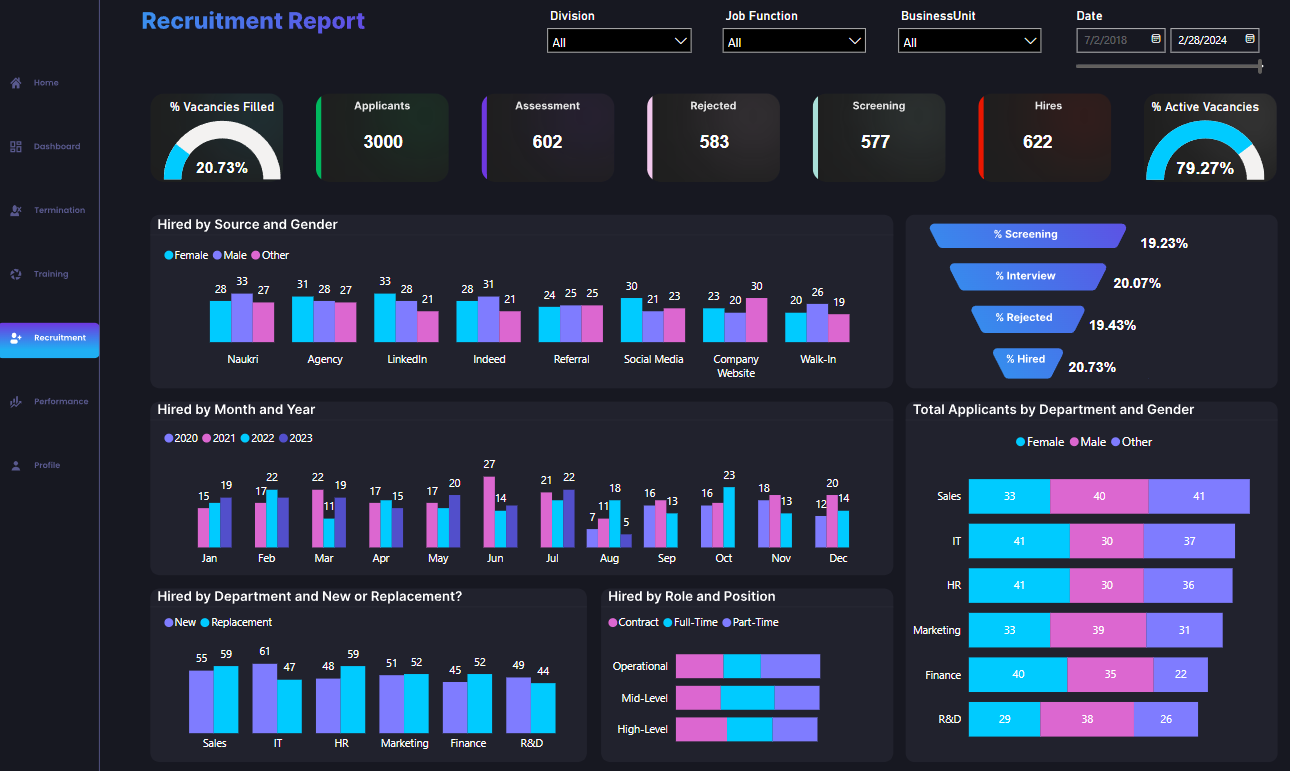 Recruitment Report
Division
Job Function
BusinessUnit
Date
All
All
All
7/2/2018
2/28/2024
Home
Dashboard
Termination
Training
Recruitment
Performance
Profile
% Vacancies Filled
20.73%
Applicants
3000
Assessment
602
Rejected
583
Screening
577
Hires
622
% Active Vacancies
79.27%
Hired by Source and Gender
Female Male Other
28 33 27
31 28 27
33 28 21
28 31 21
24 25 25
30 21 23
23 20 30
20 26 19
Naukri Agency LinkedIn Indeed Referral Social Media Company Walk-In
Website
% Screening 19.23%
% Interview 20.07%
% Rejected 19.43%
% Hired 20.73%
Hired by Month and Year
2020 2021 2022 2023
15 19
17 22
22 11 19
17 15
17 20
27 14
21 22
7 11 18 5
16 13
16 23
18 13
12 20 14
Jan Feb Mar Apr May Jun Jul Aug Sep Oct Nov Dec
Total Applicants by Department and Gender
Female Male Other
Sales 33 40 41
IT 41 30 37
HR 41 30 36
Marketing 33 39 31
Finance 40 35 22
R&D 29 38 26
Hired by Department and New or Replacement?
New Replacement
55 59
61 47
48 59
51 52
45 52
49 44
Sales IT HR Marketing Finance R&D
Hired by Role and Position
Contract Full-Time Part-Time
Operational
Mid-Level
High-Level